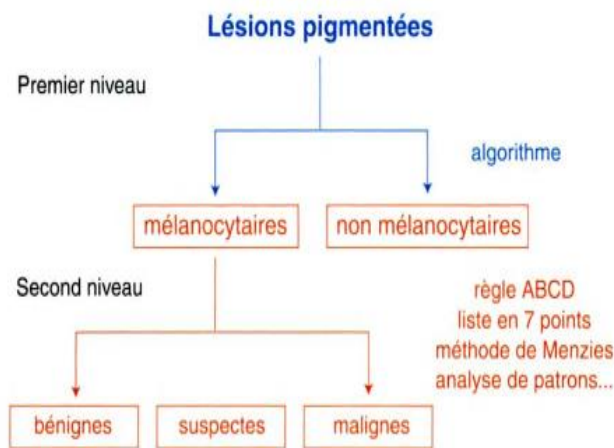 Lésions pigmentées
Premier niveau
algorithme
mélanocytaires
non mélanocytaires
Second niveau
règle ABCD
liste en 7 points
méthode de Menzies
analyse de patrons...
bénignes
suspectes
malignes